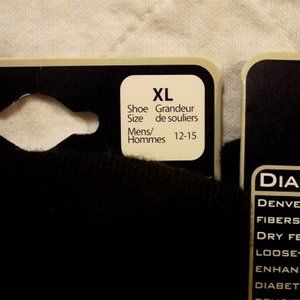 XL
Shoe Grandeur
Size de souliers
Mens/
Hommes 12-15
DIA
DENVE
FIBERS
DRY FE
LOOSE-
ENHAN
DIABET